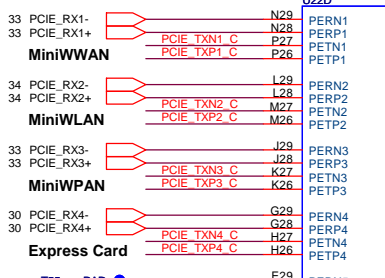 U22D
33 PCIE_RX1- N29 PERN1
33 PCIE_RX1+ N28 PERP1
PCIE_TXN1_C P27 PETN1
MiniWWAN PCIE_TXP1_C P26 PETP1
34 PCIE_RX2- L29 PERN2
34 PCIE_RX2+ L28 PERP2
PCIE_TXN2_C M27 PETN2
MiniWLAN PCIE_TXP2_C M26 PETP2
33 PCIE_RX3- J29 PERN3
33 PCIE_RX3+ J28 PERP3
PCIE_TXN3_C K27 PETN3
MiniWPAN PCIE_TXP3_C K26 PETP3
30 PCIE_RX4- G29 PERN4
30 PCIE_RX4+ G28 PERP4
PCIE_TXN4_C H27 PETN4
Express Card PCIE_TXP4_C H26 PETP4
E29